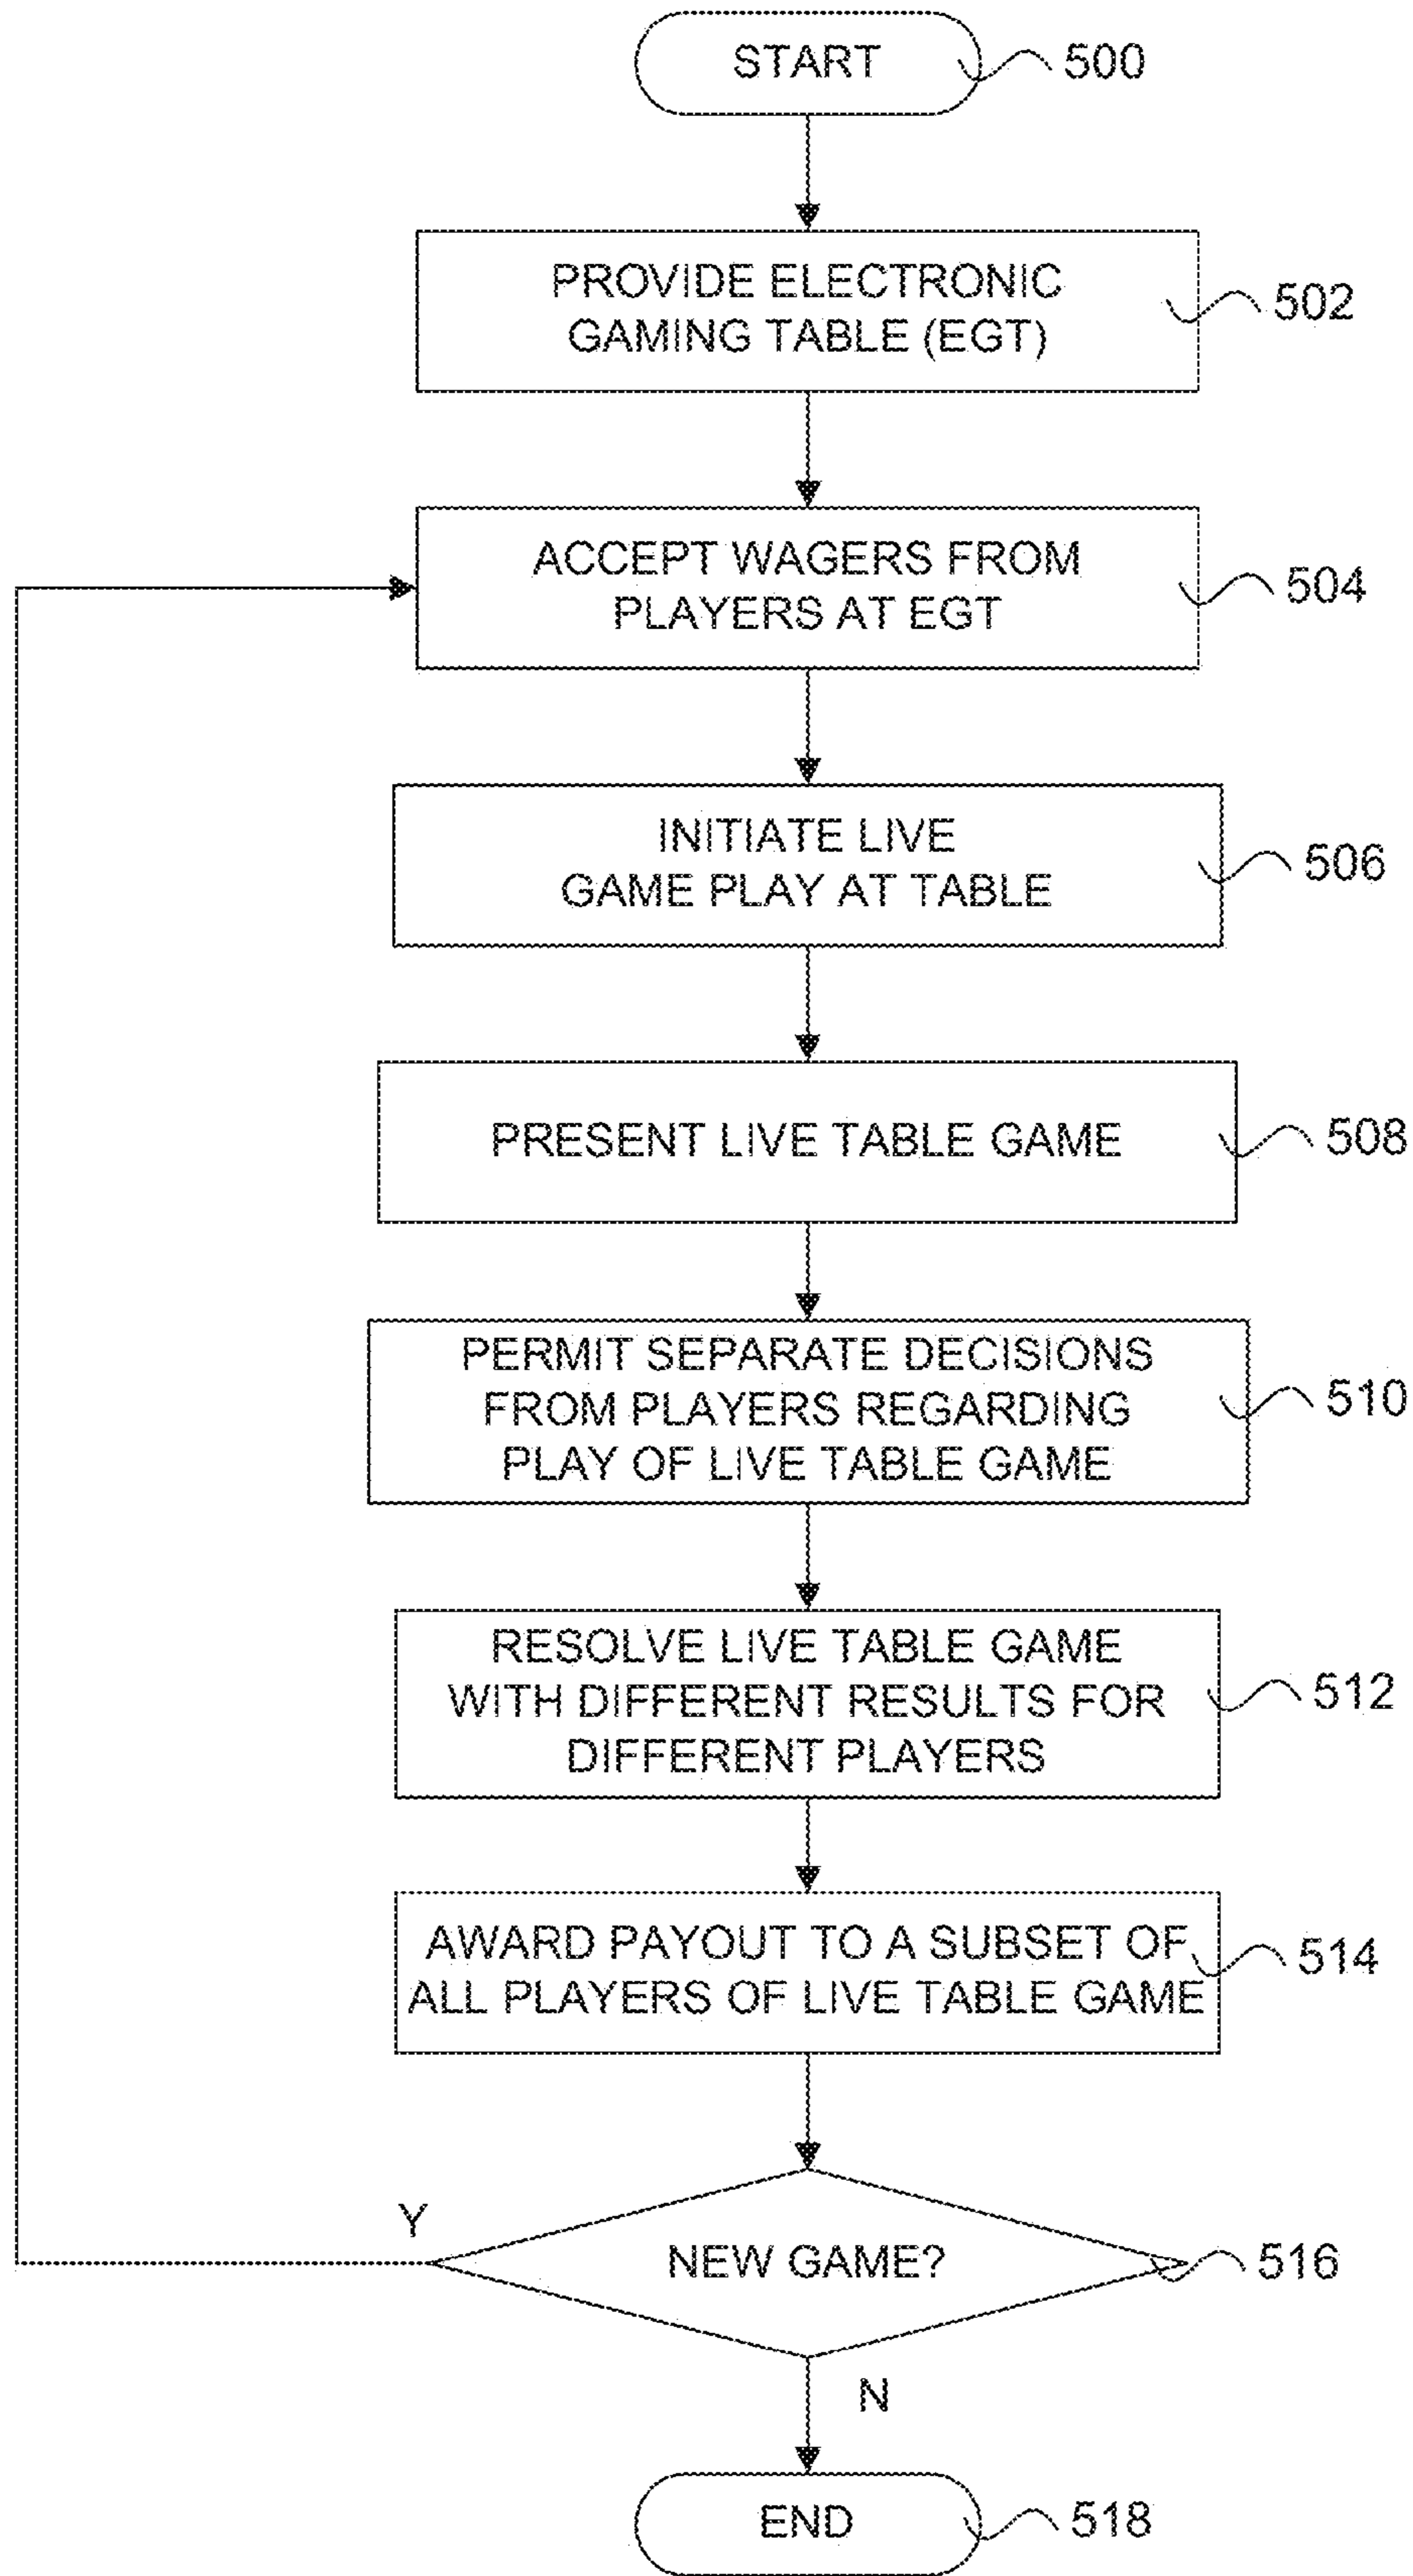 START
500
PROVIDE ELECTRONIC
GAMING TABLE (EGT)
502
ACCEPT WAGERS FROM
PLAYERS AT EGT
504
INITIATE LIVE
GAME PLAY AT TABLE
506
PRESENT LIVE TABLE GAME
508
PERMIT SEPARATE DECISIONS
FROM PLAYERS REGARDING
PLAY OF LIVE TABLE GAME
510
RESOLVE LIVE TABLE GAME
WITH DIFFERENT RESULTS FOR
DIFFERENT PLAYERS
512
AWARD PAYOUT TO A SUBSET OF
ALL PLAYERS OF LIVE TABLE GAME
514
Y
NEW GAME?
516
N
END
518